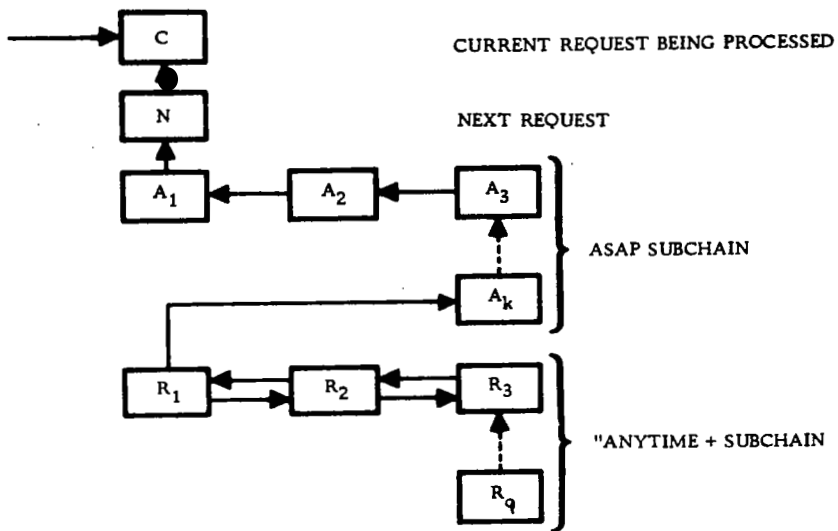 C CURRENT REQUEST BEING PROCESSED
N NEXT REQUEST
A1 A2 A3
ASAP SUBCHAIN
Ak
R1 R2 R3
"ANYTIME + SUBCHAIN
Rq